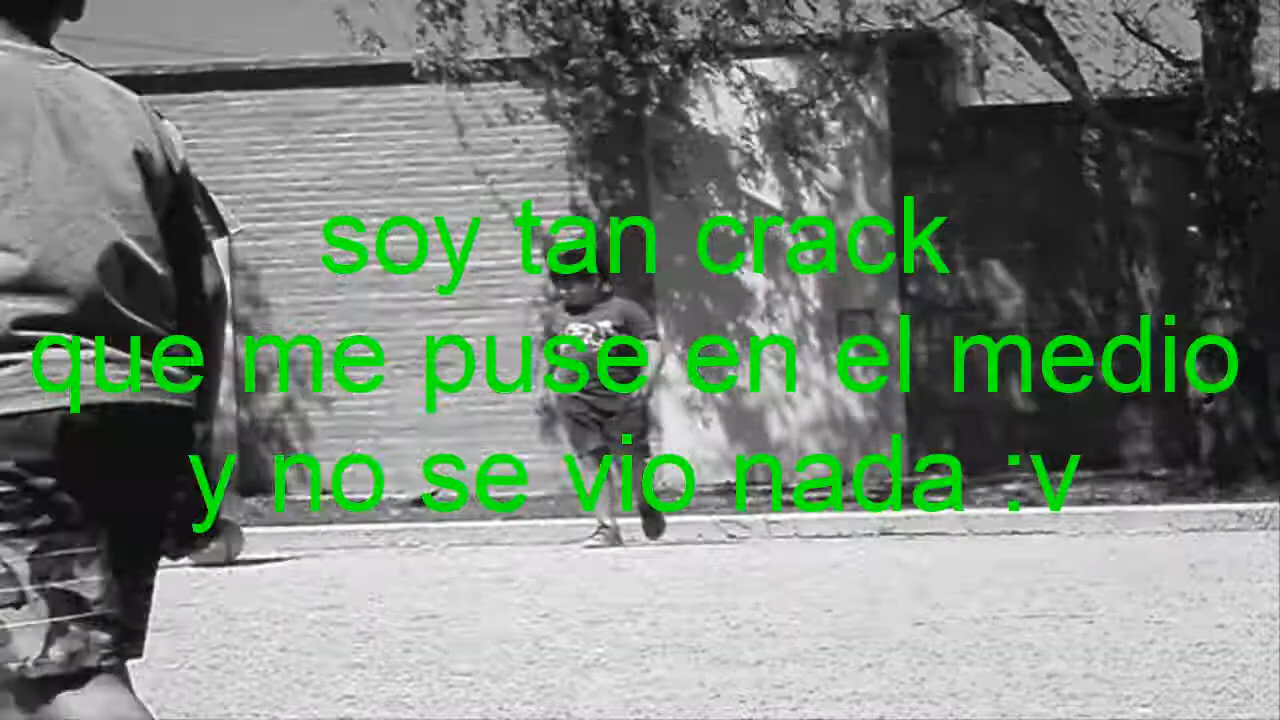 soy tan crack
que me puse en el medio
y no se vio nada :v